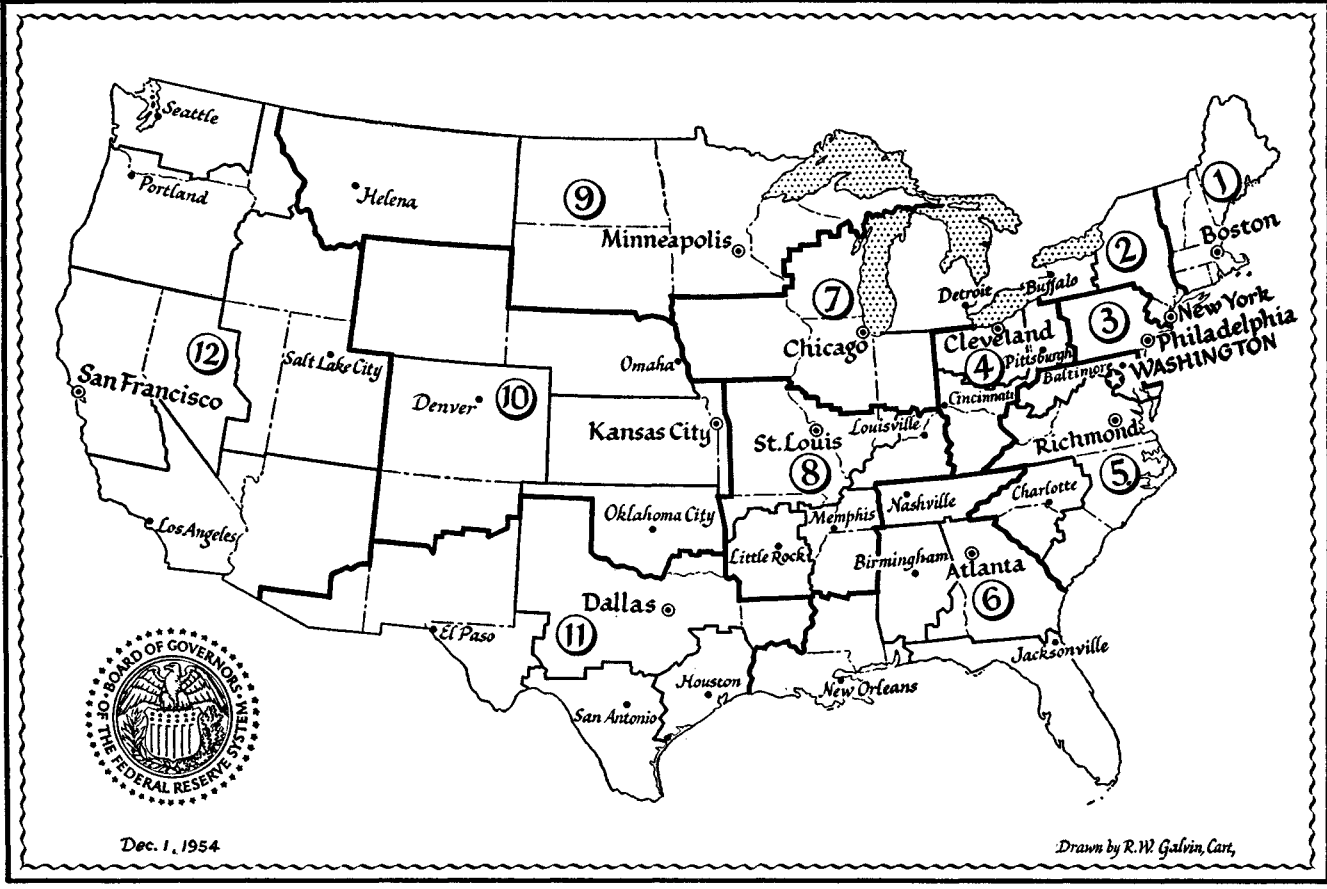 Seattle
Portland
Helena
9
Minneapolis
1
Boston
2
Buffalo
Detroit
7
Chicago
New York
3
Philadelphia
Cleveland
4
Pittsburgh
WASHINGTON
Baltimore
Cincinnati
12
Salt Lake City
San Francisco
Omaha
Denver
10
Kansas City
St. Louis
8
Louisville
Richmond
5
Los Angeles
Oklahoma City
Little Rock
Memphis
Nashville
Charlotte
Birmingham
Atlanta
6
Dallas
11
El Paso
Houston
San Antonio
New Orleans
Jacksonville
BOARD OF GOVERNORS
OF THE FEDERAL RESERVE SYSTEM
Dec. 1, 1954
Drawn by R.W. Galvin, Cart,